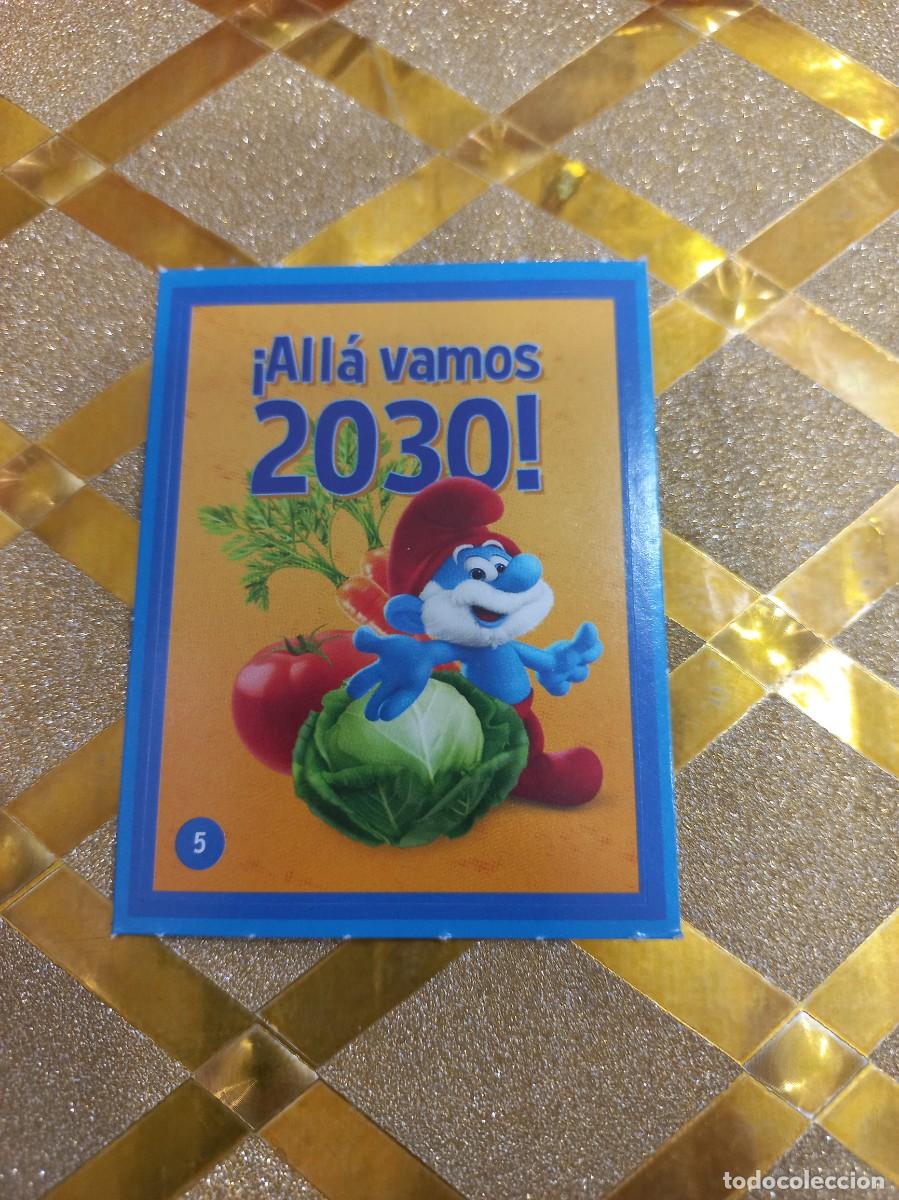 ¡Allá vamos
2030!
5
todocoleccion